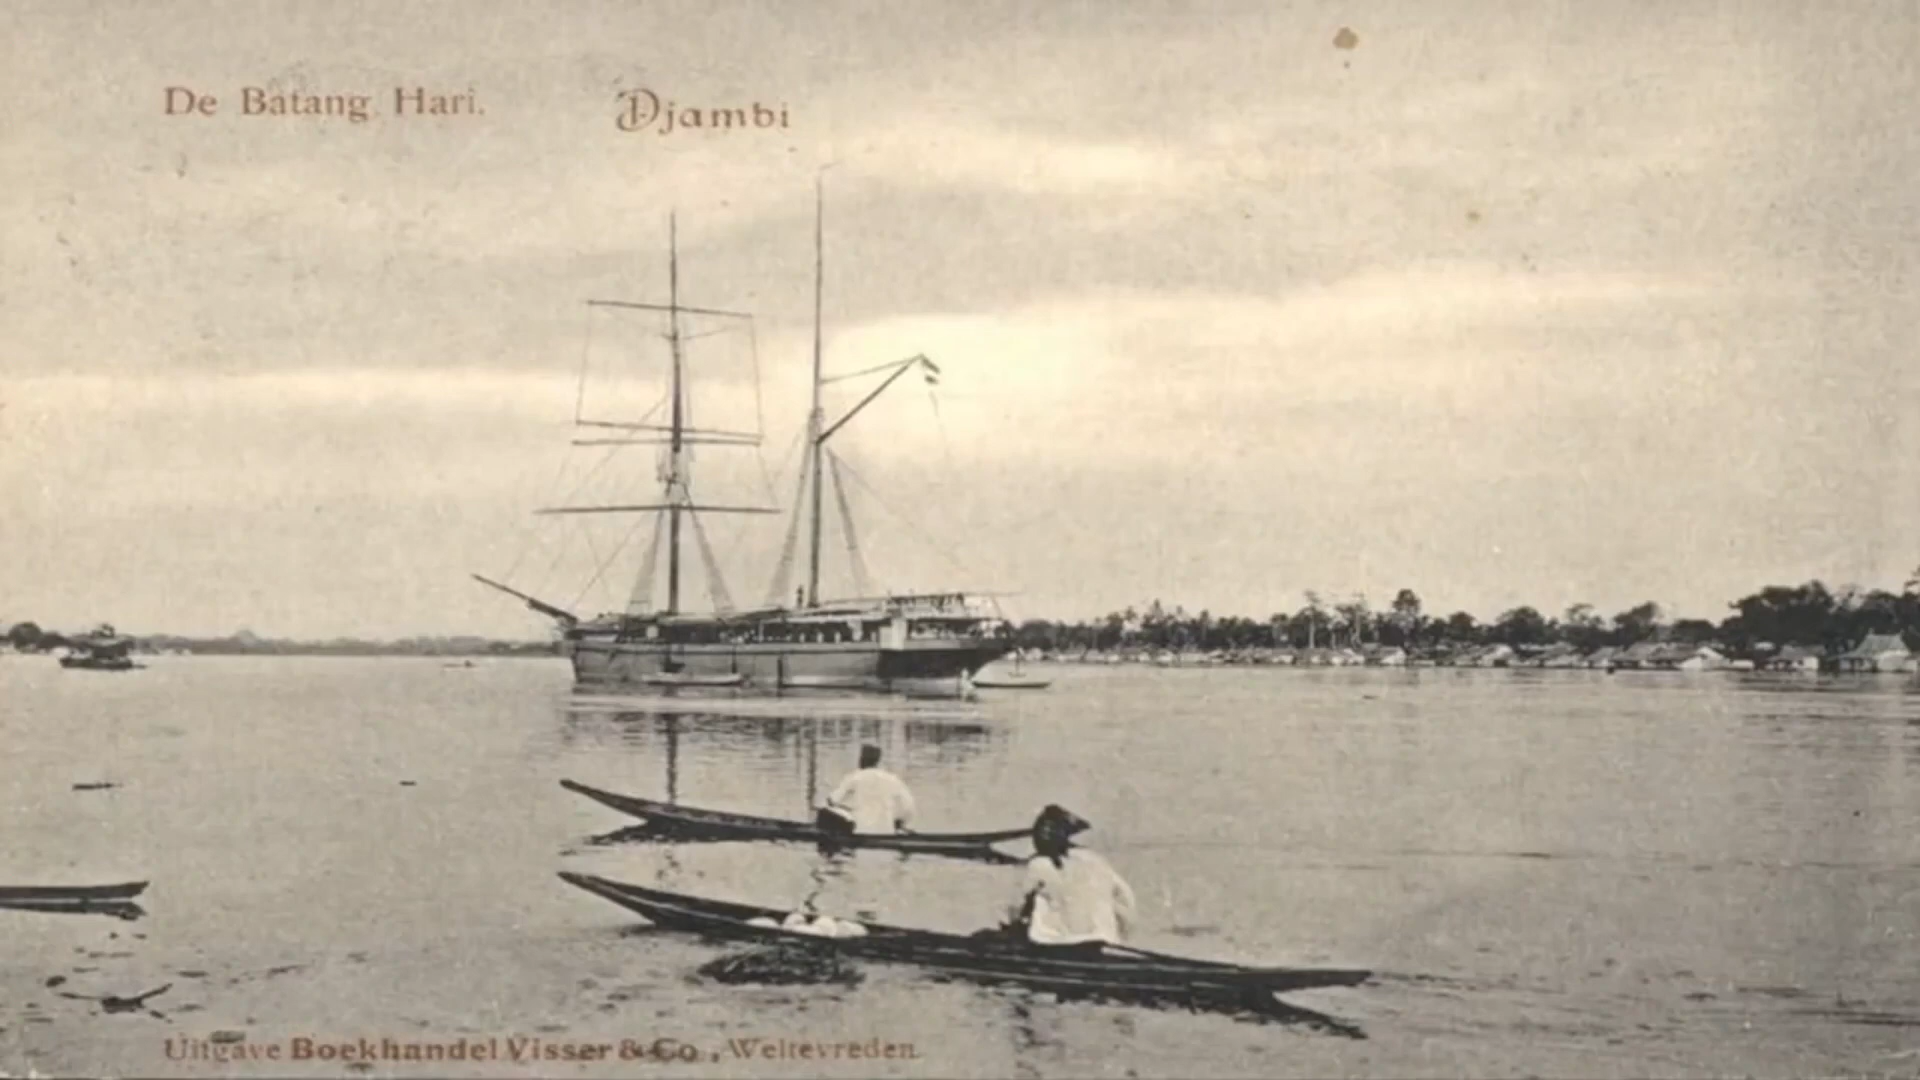 De Batang Hari. Djambi
Uitgave Boekhandel Visser & Co, Weltevreden.